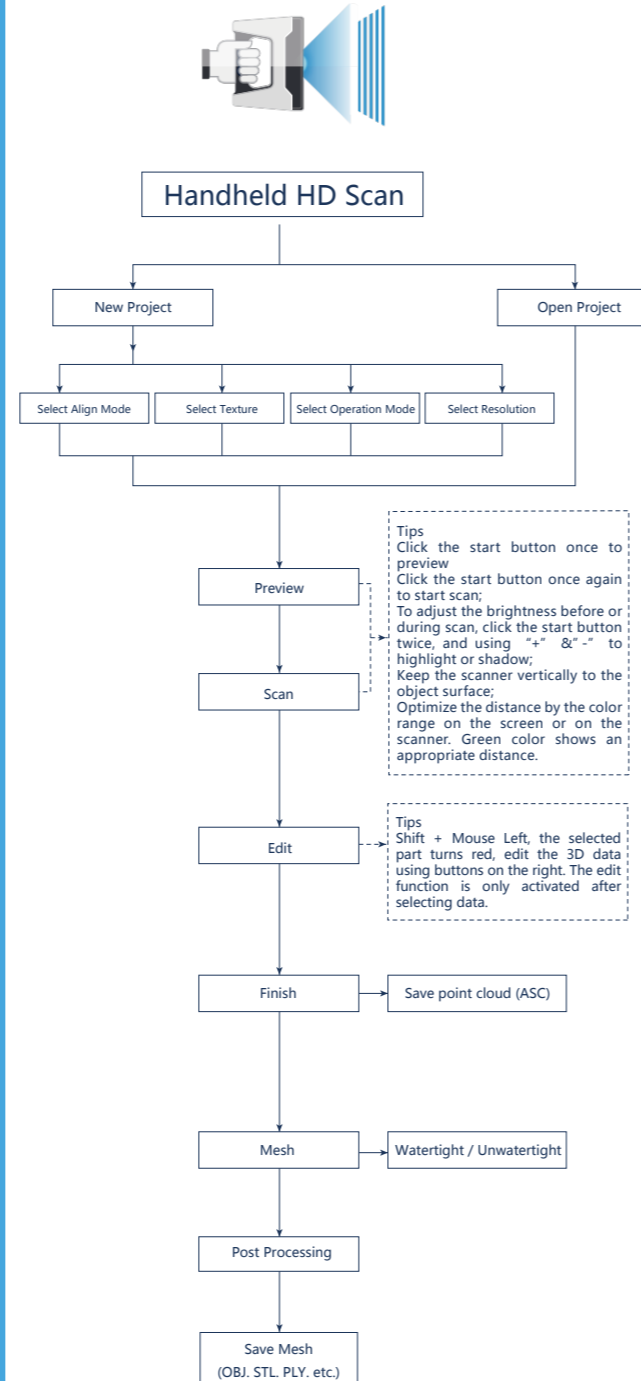 Handheld HD Scan
New Project
Open Project
Select Align Mode
Select Texture
Select Operation Mode
Select Resolution
Preview
Scan
Tips
Click the start button once to
preview
Click the start button once again
to start scan;
To adjust the brightness before or
during scan, click the start button
twice, and using "+" &"-" to
highlight or shadow;
Keep the scanner vertically to the
object surface;
Optimize the distance by the color
range on the screen or on the
scanner. Green color shows an
appropriate distance.
Edit
Tips
Shift + Mouse Left, the selected
part turns red, edit the 3D data
using buttons on the right. The edit
function is only activated after
selecting data.
Finish
Save point cloud (ASC)
Mesh
Watertight / Unwatertight
Post Processing
Save Mesh
(OBJ. STL. PLY. etc.)